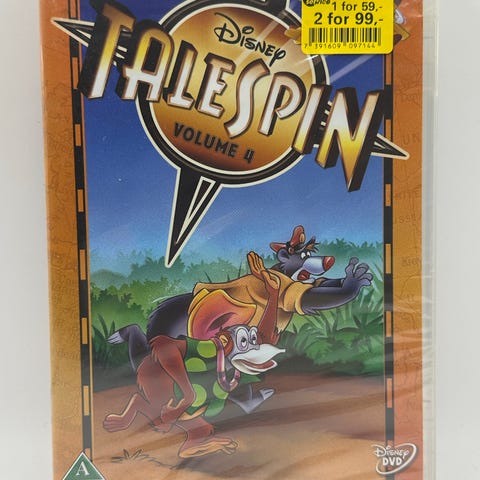 1 for 59,-
2 for 99,-
7 391609 097144
Disney
TALESPIN
VOLUME 4
Disney
DVD
A